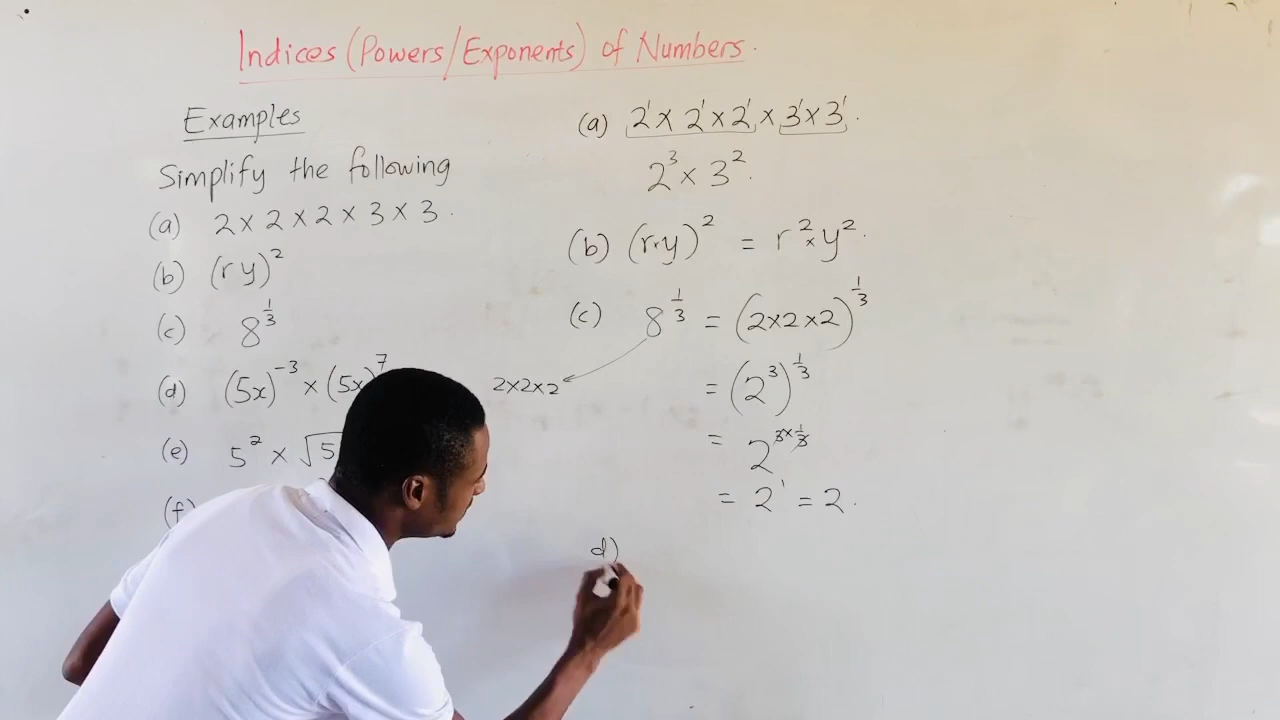 Indices (Powers/Exponents) of Numbers.
Examples
Simplify the following
(a) 2 × 2 × 2 × 3 × 3.
(b) (r y)²
(c) 8^(1/3)
(d) (5x)⁻³ × (5x)⁷
(e) 5² × √5
(f)
(a) 2¹ × 2¹ × 2¹ × 3¹ × 3¹.
2³ × 3².
(b) (r×y)² = r² × y².
(c) 8^(1/3) = (2×2×2)^(1/3)
2×2×2
= (2³)^(1/3)
= 2^(3×1/3)
= 2¹ = 2.
d)